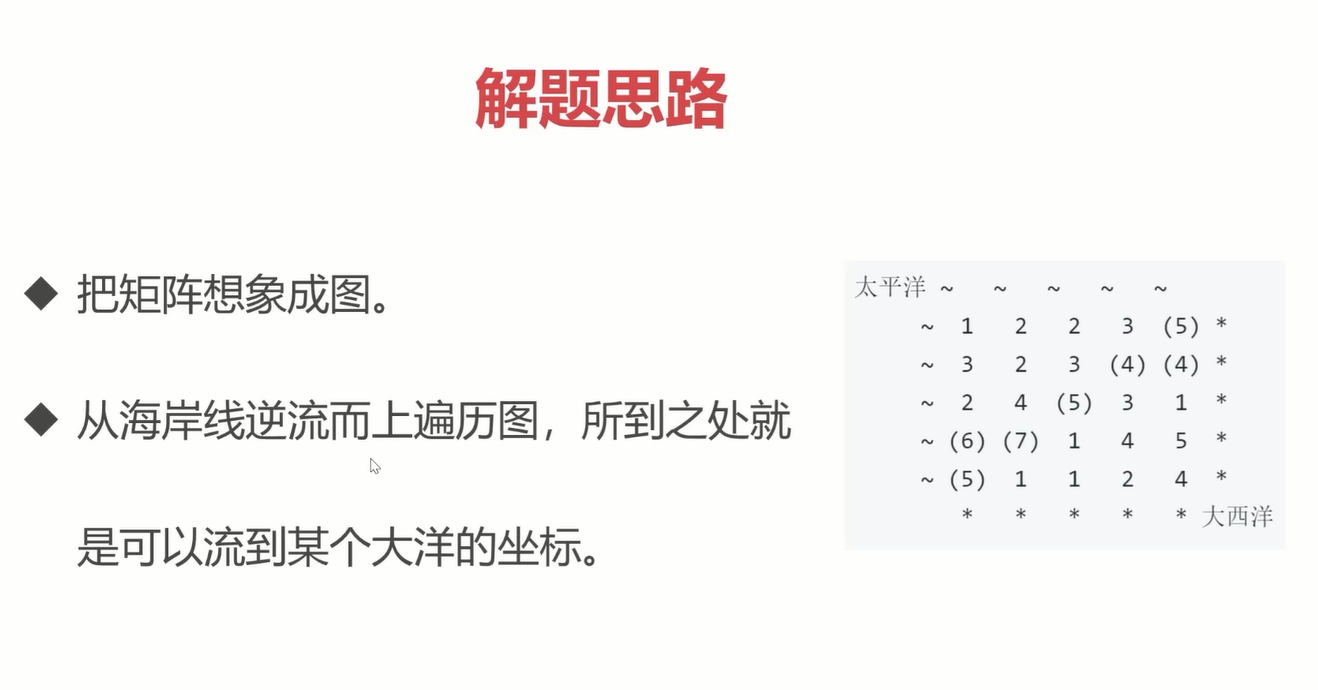 解题思路
◆ 把矩阵想象成图。
◆ 从海岸线逆流而上遍历图，所到之处就
是可以流到某个大洋的坐标。
太平洋 ~ ~ ~ ~ ~
~ 1 2 2 3 (5) *
~ 3 2 3 (4) (4) *
~ 2 4 (5) 3 1 *
~ (6) (7) 1 4 5 *
~ (5) 1 1 2 4 *
* * * * * 大西洋